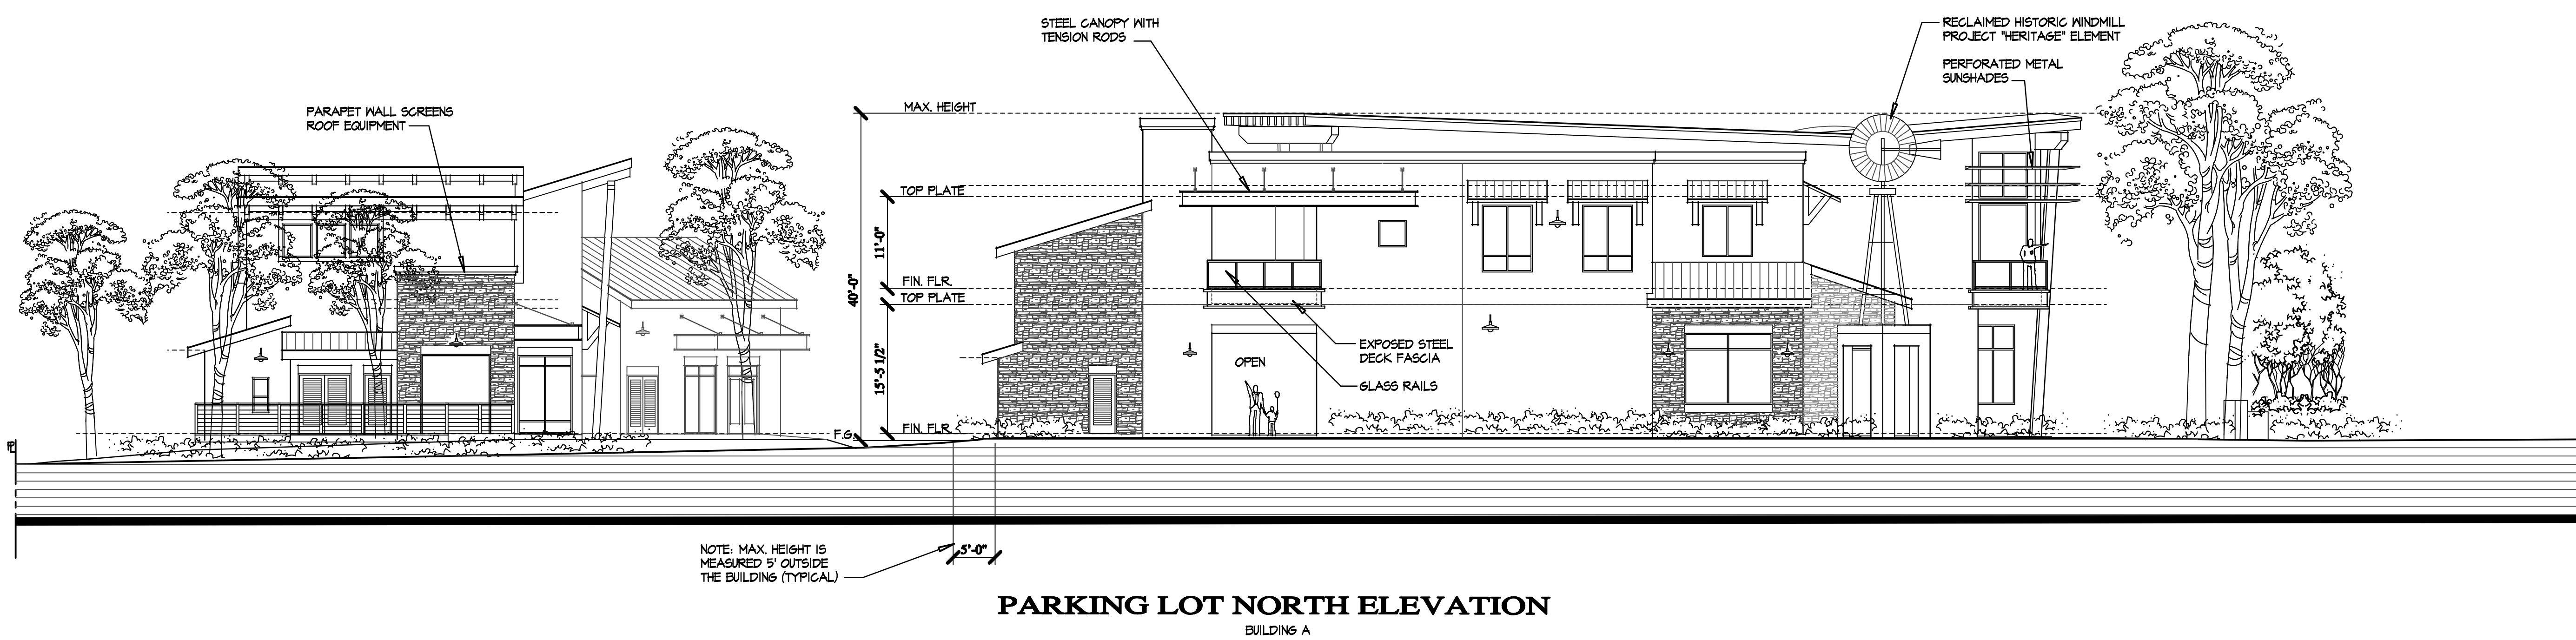 STEEL CANOPY WITH
TENSION RODS
RECLAIMED HISTORIC WINDMILL
PROJECT "HERITAGE" ELEMENT
PERFORATED METAL
SUNSHADES
PARAPET WALL SCREENS
ROOF EQUIPMENT
MAX. HEIGHT
TOP PLATE
11'-0"
40'-0"
FIN. FLR.
TOP PLATE
EXPOSED STEEL
DECK FASCIA
OPEN
GLASS RAILS
15'-5 1/2"
FIN. FLR.
F.G.
PL
NOTE: MAX. HEIGHT IS
MEASURED 5' OUTSIDE
THE BUILDING (TYPICAL)
5'-0"
PARKING LOT NORTH ELEVATION
BUILDING A